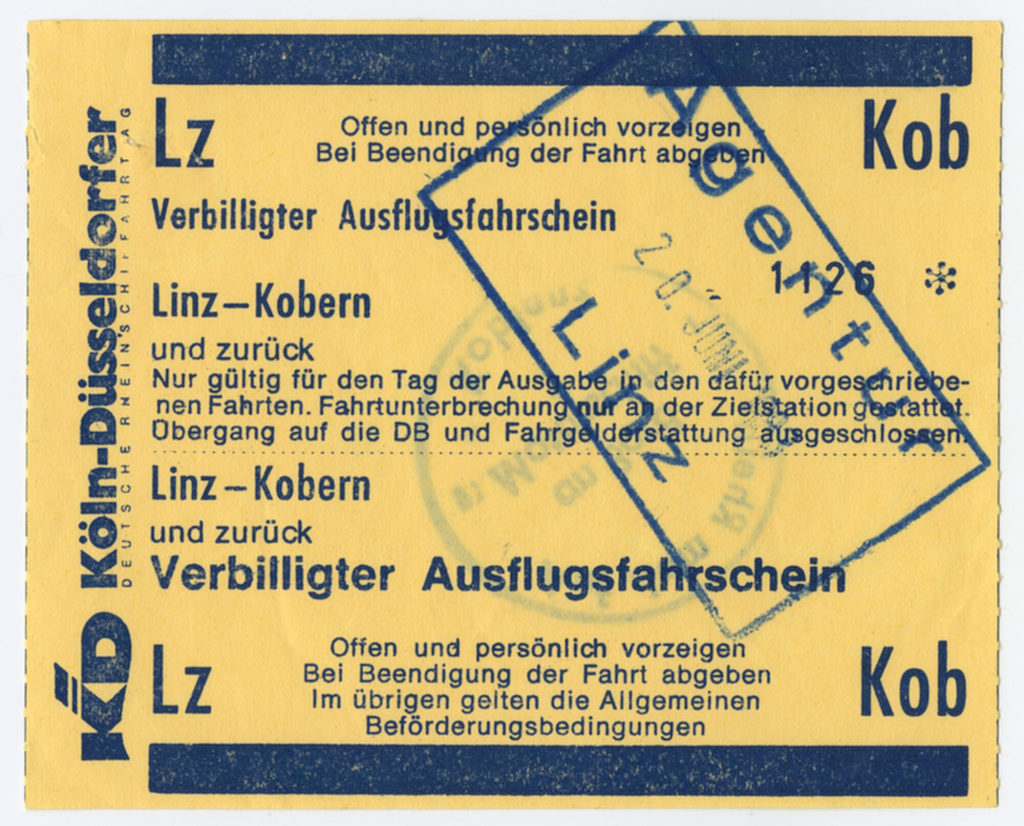 Lz
Offen und persönlich vorzeigen
Bei Beendigung der Fahrt abgeben
Kob
Verbilligter Ausflugsfahrschein
1126 *
Linz–Kobern
und zurück
Nur gültig für den Tag der Ausgabe in den dafür vorgeschriebe-
nen Fahrten. Fahrtunterbrechung nur an der Zielstation gestattet.
Übergang auf die DB und Fahrgelderstattung ausgeschlossen.
Linz–Kobern
und zurück
Verbilligter Ausflugsfahrschein
Lz
Offen und persönlich vorzeigen
Bei Beendigung der Fahrt abgeben
Im übrigen gelten die Allgemeinen
Beförderungsbedingungen
Kob
KD Köln-Düsseldorfer
DEUTSCHE RHEINSCHIFFAHRT AG
Agentur
20. JUNI
Linz